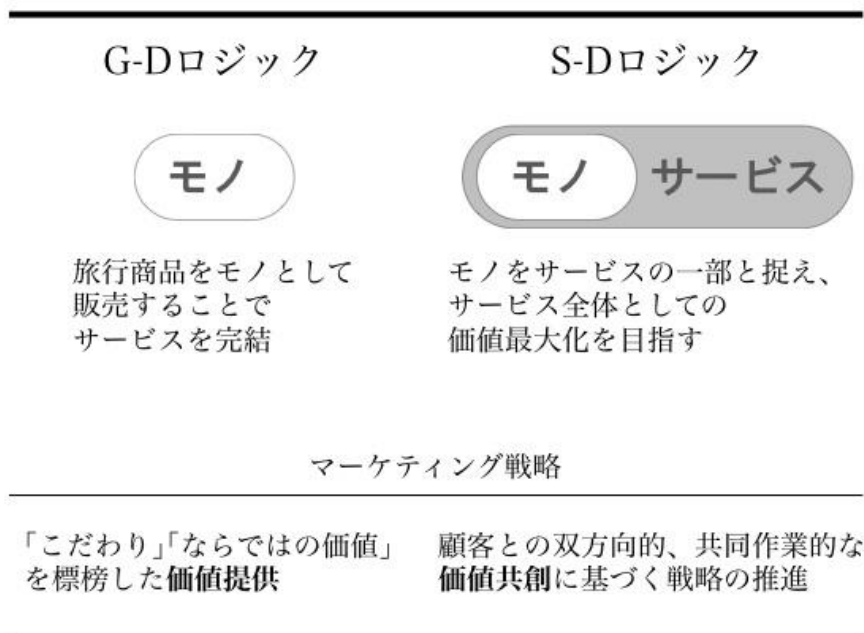 G-Dロジック
モノ
旅行商品をモノとして
販売することで
サービスを完結
S-Dロジック
モノ サービス
モノをサービスの一部と捉え、
サービス全体としての
価値最大化を目指す
マーケティング戦略
「こだわり」「ならではの価値」
を標榜した価値提供
顧客との双方向的、共同作業的な
価値共創に基づく戦略の推進